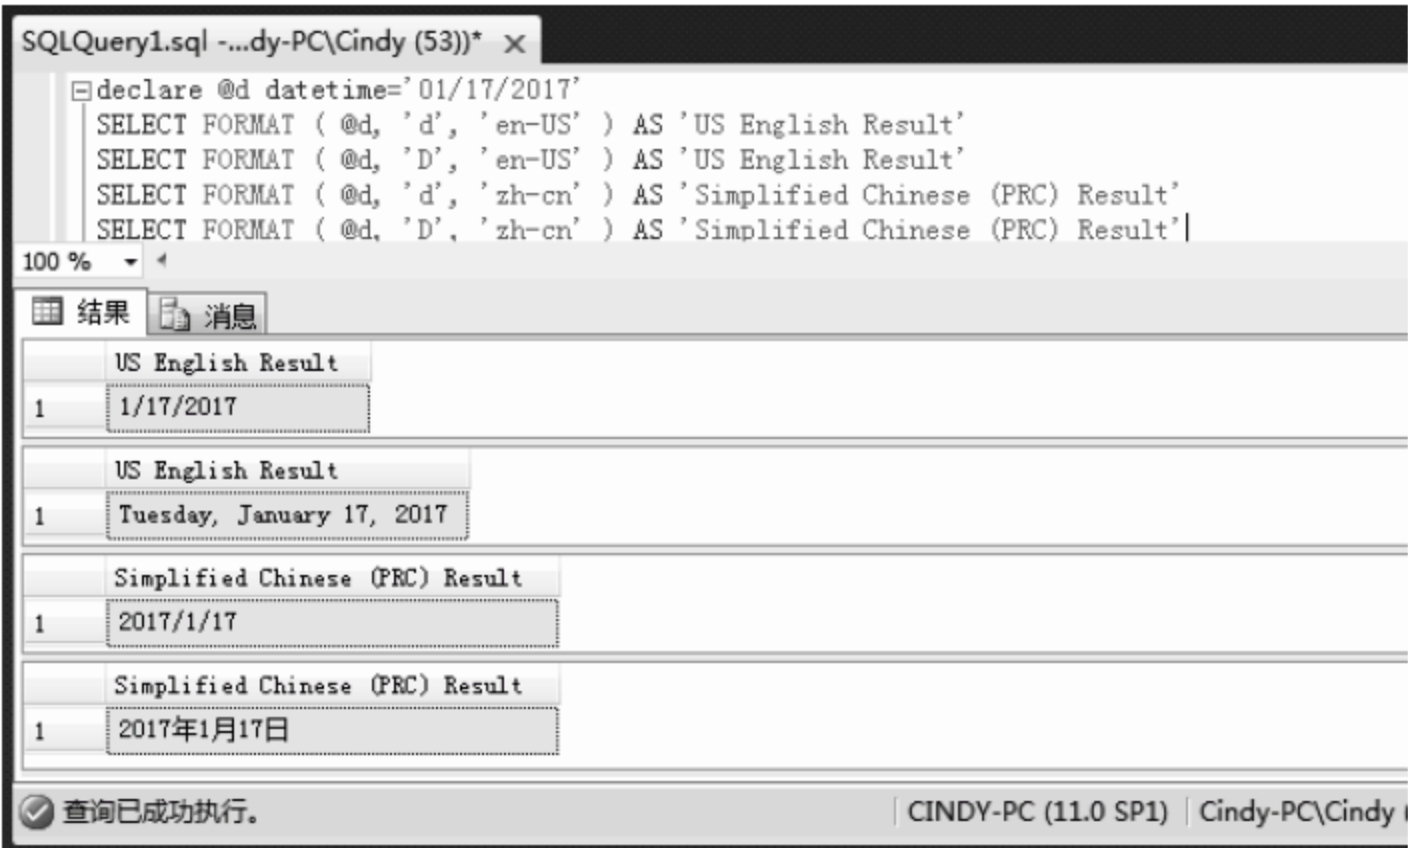 SQLQuery1.sql -...dy-PC\Cindy (53))*
declare @d datetime='01/17/2017'
SELECT FORMAT ( @d, 'd', 'en-US' ) AS 'US English Result'
SELECT FORMAT ( @d, 'D', 'en-US' ) AS 'US English Result'
SELECT FORMAT ( @d, 'd', 'zh-cn' ) AS 'Simplified Chinese (PRC) Result'
SELECT FORMAT ( @d, 'D', 'zh-cn' ) AS 'Simplified Chinese (PRC) Result'
100 %
结果 消息
US English Result
1 1/17/2017
US English Result
1 Tuesday, January 17, 2017
Simplified Chinese (PRC) Result
1 2017/1/17
Simplified Chinese (PRC) Result
1 2017年1月17日
查询已成功执行。 CINDY-PC (11.0 SP1) Cindy-PC\Cindy (